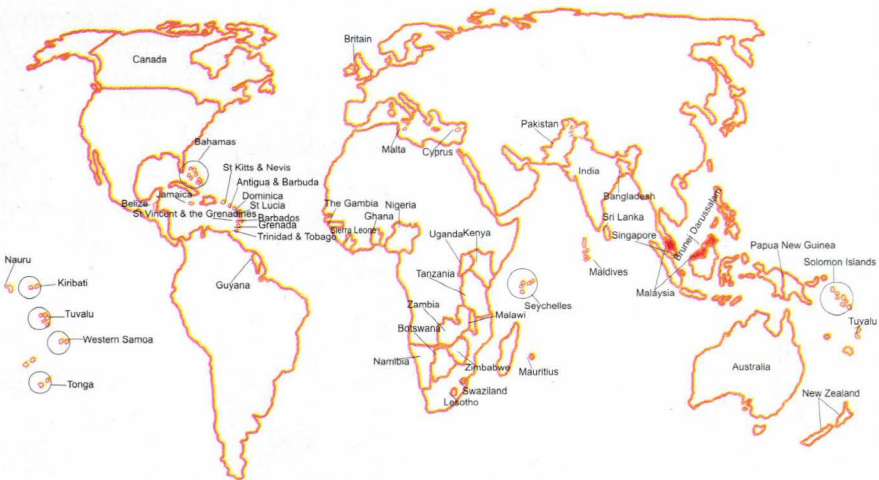 Canada
Britain
Bahamas
St Kitts & Nevis
Antigua & Barbuda
Jamaica
Dominica
Belize
St Lucia
St Vincent & the Grenadines
Barbados
Grenada
Trinidad & Tobago
Guyana
Nauru
Kiribati
Tuvalu
Western Samoa
Tonga
Malta
Cyprus
Pakistan
India
Bangladesh
Sri Lanka
Singapore
Brunei Darussalam
Maldives
Malaysia
Papua New Guinea
Solomon Islands
Tuvalu
The Gambia
Nigeria
Ghana
Sierra Leone
Uganda
Kenya
Tanzania
Seychelles
Zambia
Malawi
Botswana
Namibia
Zimbabwe
Mauritius
Swaziland
Lesotho
Australia
New Zealand